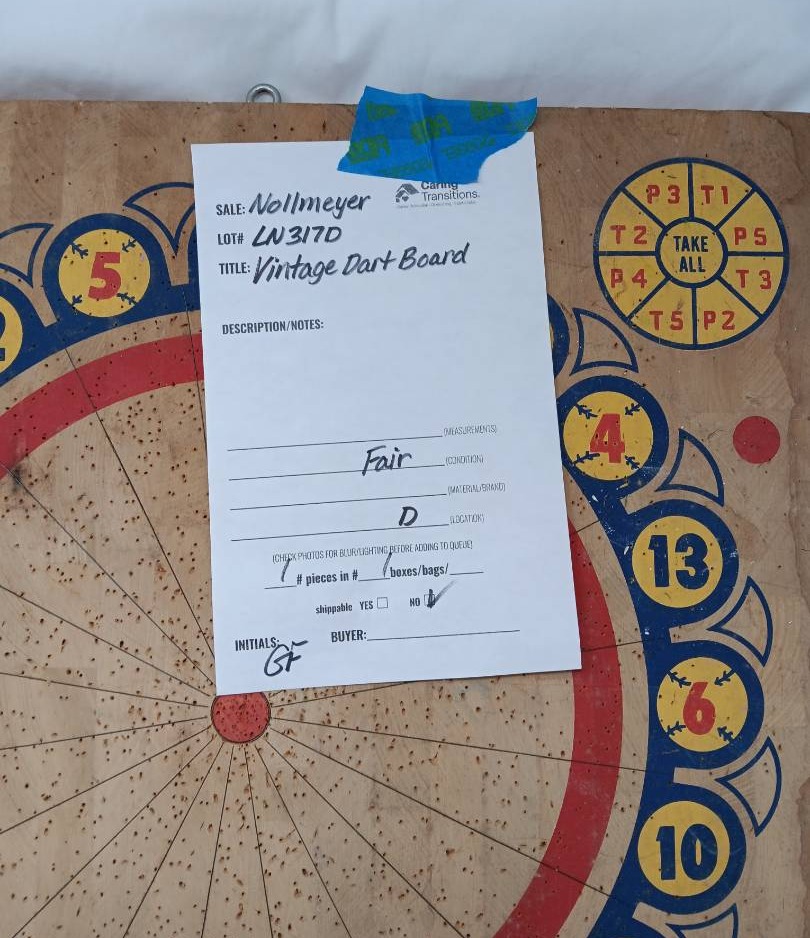 Caring
Transitions.
SALE: Nollmeyer
LOT# LN317D
TITLE: Vintage Dart Board
DESCRIPTION/NOTES:
(MEASUREMENTS)
Fair (CONDITION)
(MATERIAL/BRAND)
D (LOCATION)
(CHECK PHOTOS FOR BLUR/LIGHTING BEFORE ADDING TO QUEUE)
1 # pieces in # 1 boxes/bags/
shippable YES NO
INITIALS: GF BUYER:
5
P3 T1
T2 TAKE P5
ALL
P4 T3
T5 P2
4
13
6
10